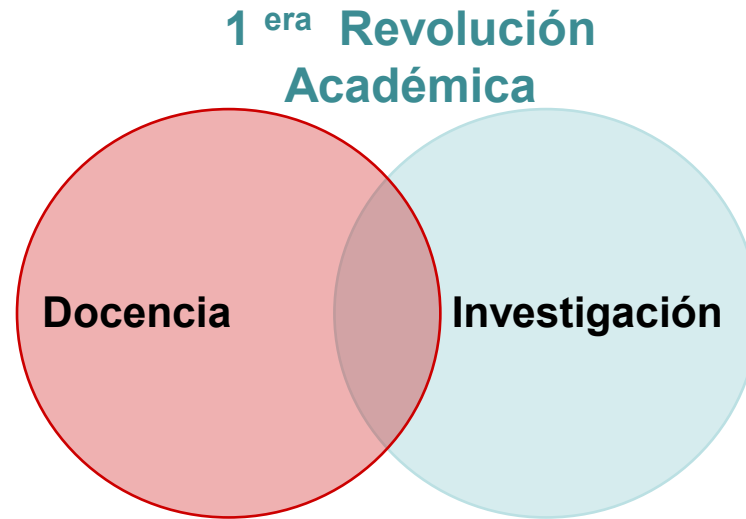 1 era Revolución
Académica
Docencia
Investigación